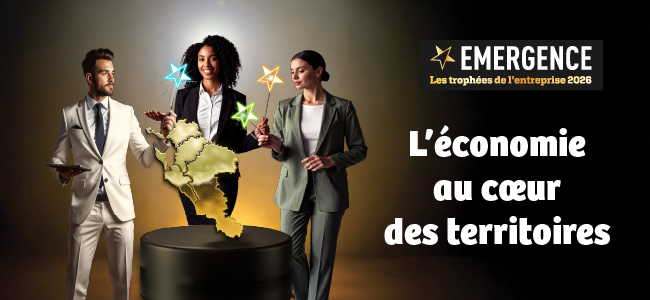 EMERGENCE
Les trophées de l'entreprise 2026
L'économie
au cœur
des territoires